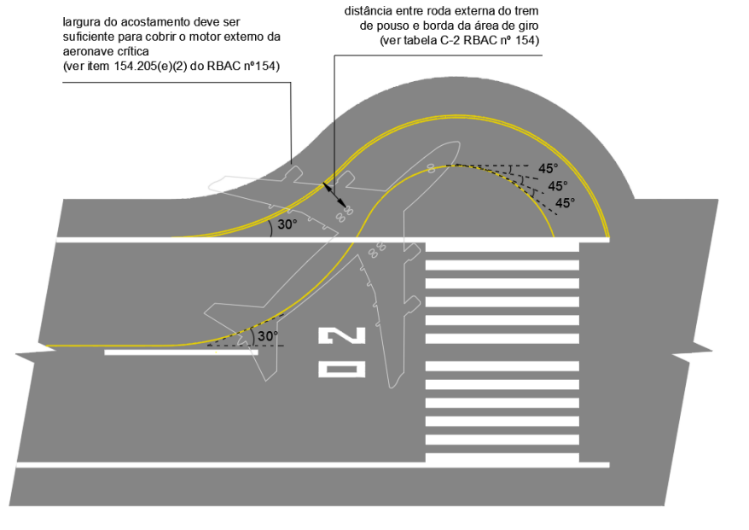 largura do acostamento deve ser
suficiente para cobrir o motor externo da
aeronave crítica
(ver item 154.205(e)(2) do RBAC nº154)
distância entre roda externa do trem
de pouso e borda da área de giro
(ver tabela C-2 RBAC nº 154)
45°
45°
45°
30°
30°
02